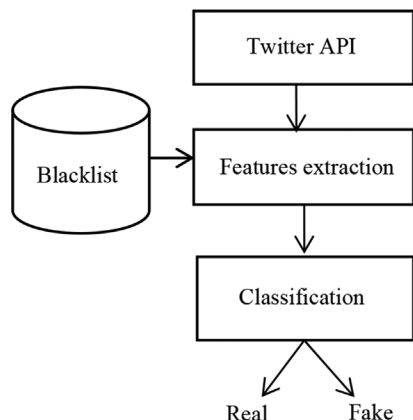 Twitter API
Blacklist
Features extraction
Classification
Real
Fake